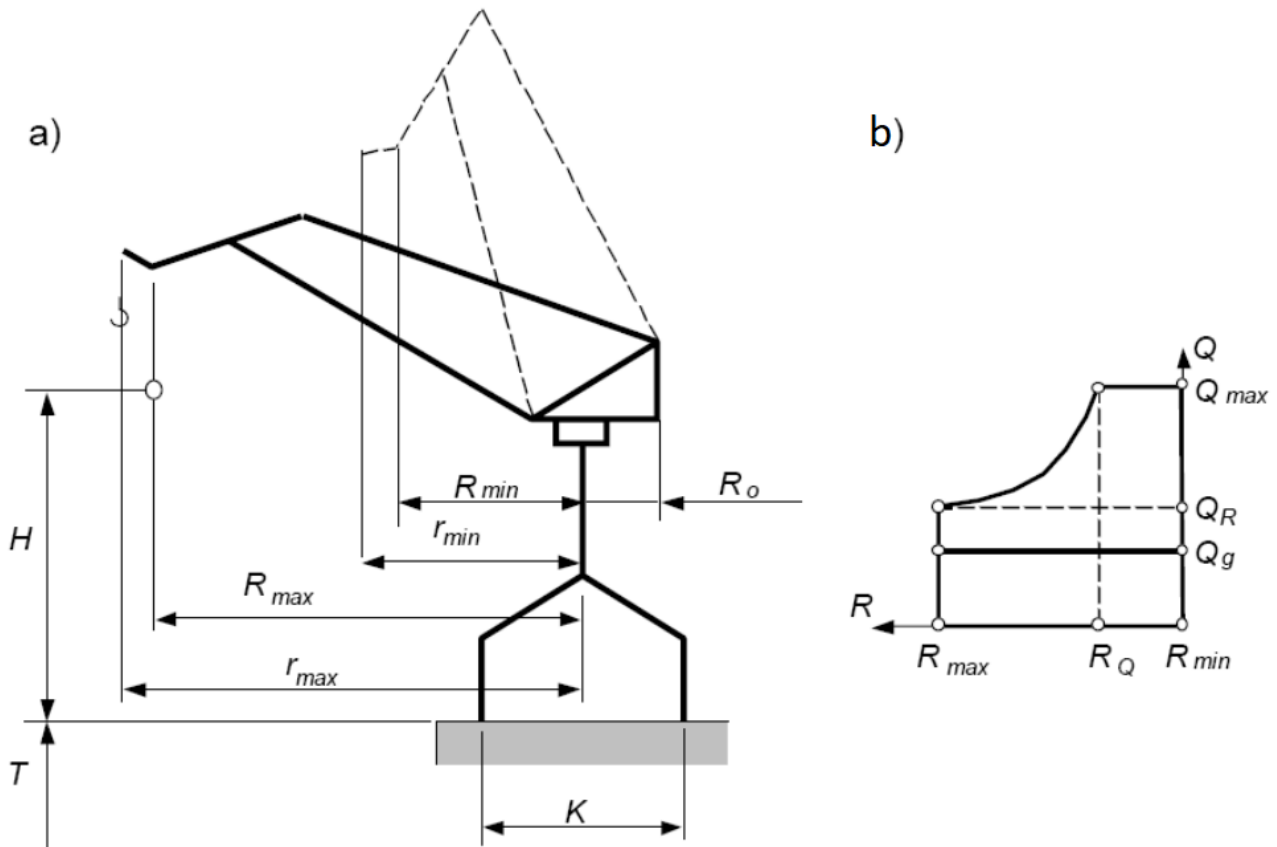 a)
b)
Q
Q max
R min
R o
Q R
r min
H
Q g
R max
R
R max
R Q
R min
r max
T
K